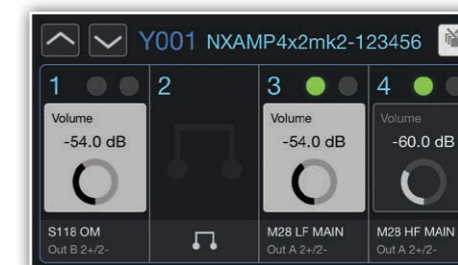 Y001 NXAMP4x2mk2-123456
1 2 3 4
Volume Volume Volume
-54.0 dB -54.0 dB -60.0 dB
S118 OM M28 LF MAIN M28 HF MAIN
Out B 2+/2- Out A 2+/2- Out A 2+/2-